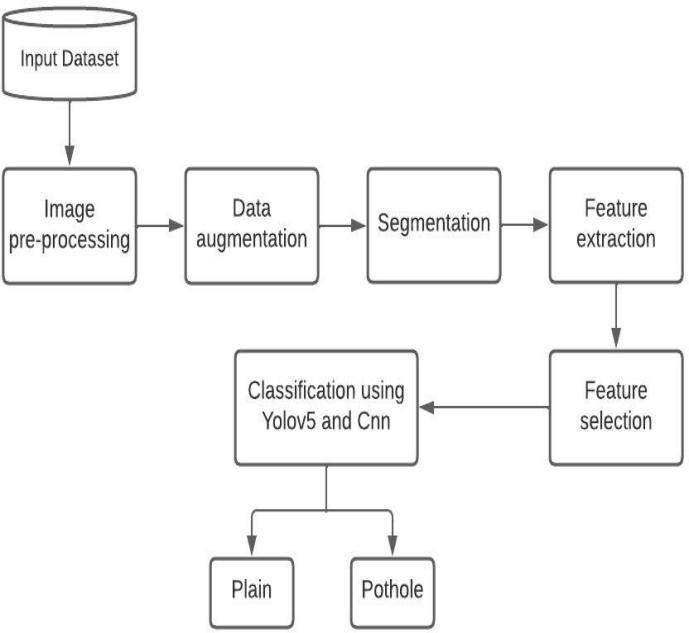 Input Dataset
Image
pre-processing
Data
augmentation
Segmentation
Feature
extraction
Classification using
Yolov5 and Cnn
Feature
selection
Plain
Pothole